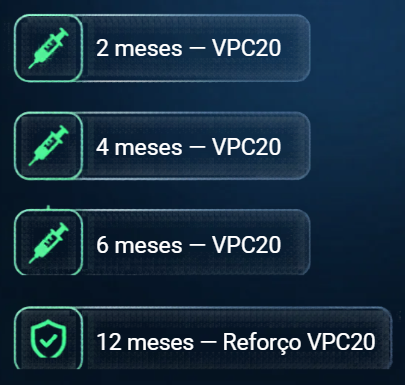 2 meses — VPC20
4 meses — VPC20
6 meses — VPC20
12 meses — Reforço VPC20